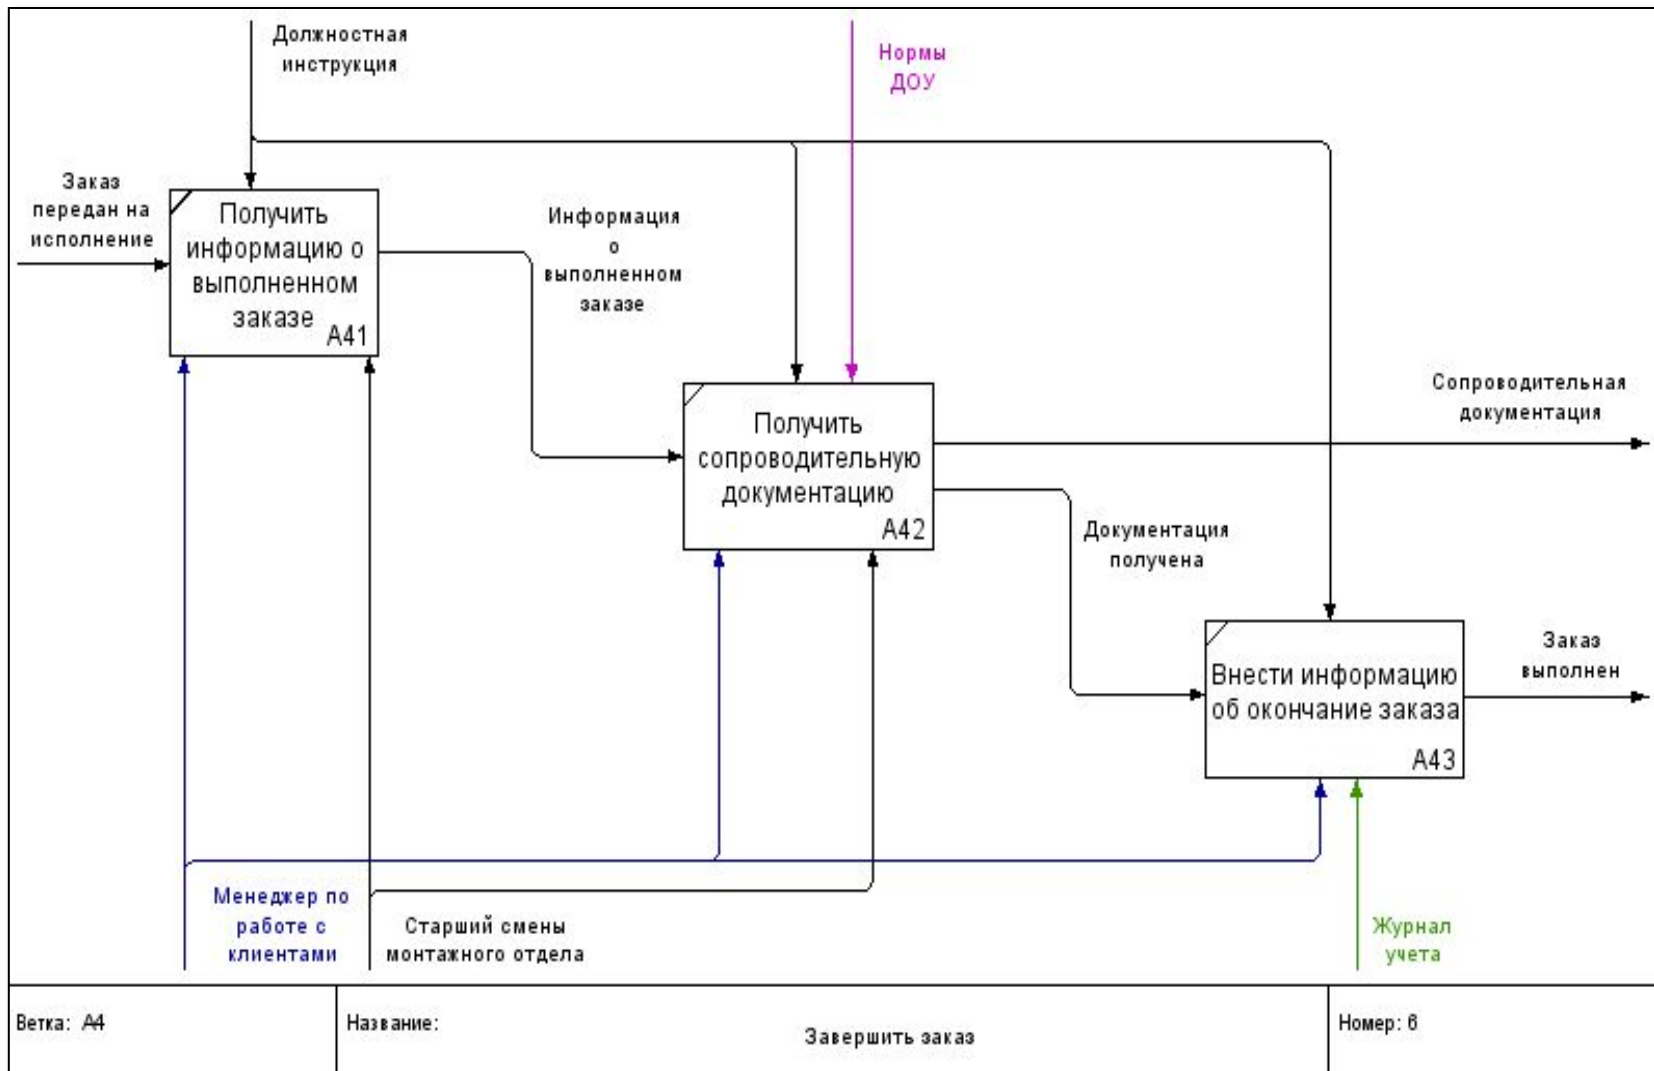 Должностная
инструкция
Нормы
ДОУ
Заказ
передан на
исполнение
Получить
информацию о
выполненном
заказе
A41
Информация
о
выполненном
заказе
Получить
сопроводительную
документацию
A42
Сопроводительная
документация
Документация
получена
Внести информацию
об окончание заказа
A43
Заказ
выполнен
Менеджер по
работе с
клиентами
Старший смены
монтажного отдела
Журнал
учета
Ветка: A4
Название:
Завершить заказ
Номер: 6